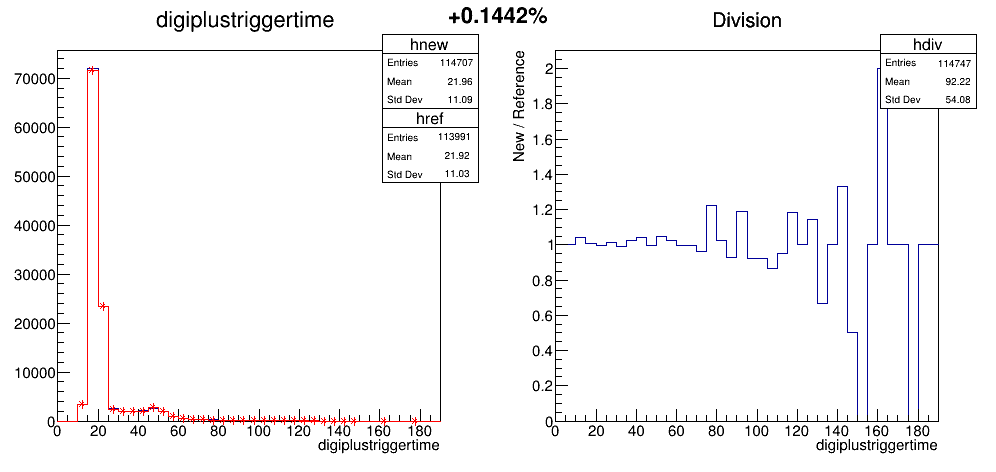 digiplustriggertime
+0.1442%
Division
hnew
Entries 114707
Mean 21.96
Std Dev 11.09
href
Entries 113991
Mean 21.92
Std Dev 11.03
70000
60000
50000
40000
30000
20000
10000
0
0 20 40 60 80 100 120 140 160 180
digiplustriggertime
hdiv
Entries 114747
Mean 92.22
Std Dev 54.08
New / Reference
2
1.8
1.6
1.4
1.2
1
0.8
0.6
0.4
0.2
0
0 20 40 60 80 100 120 140 160 180
digiplustriggertime